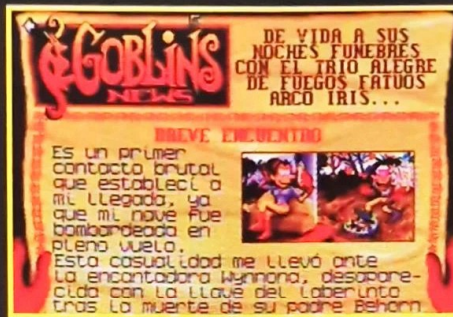 GOBLiNS
NEWS
DE VIDA A SUS
NOCHES FUNEBRES
CON EL TRIO ALEGRE
DE FUEGOS FATUOS
ARCO IRIS...
BREVE ENCUENTRO
Es un primer
contacto brutal
que establecí a
mi llegada, ya
que mi nave fue
bombardeada en
pleno vuelo.
Esta casualidad me llevó ante
la encantadora Wynnona, desapare-
cida con la llave del laberinto
tras la muerte de su padre Behorn.